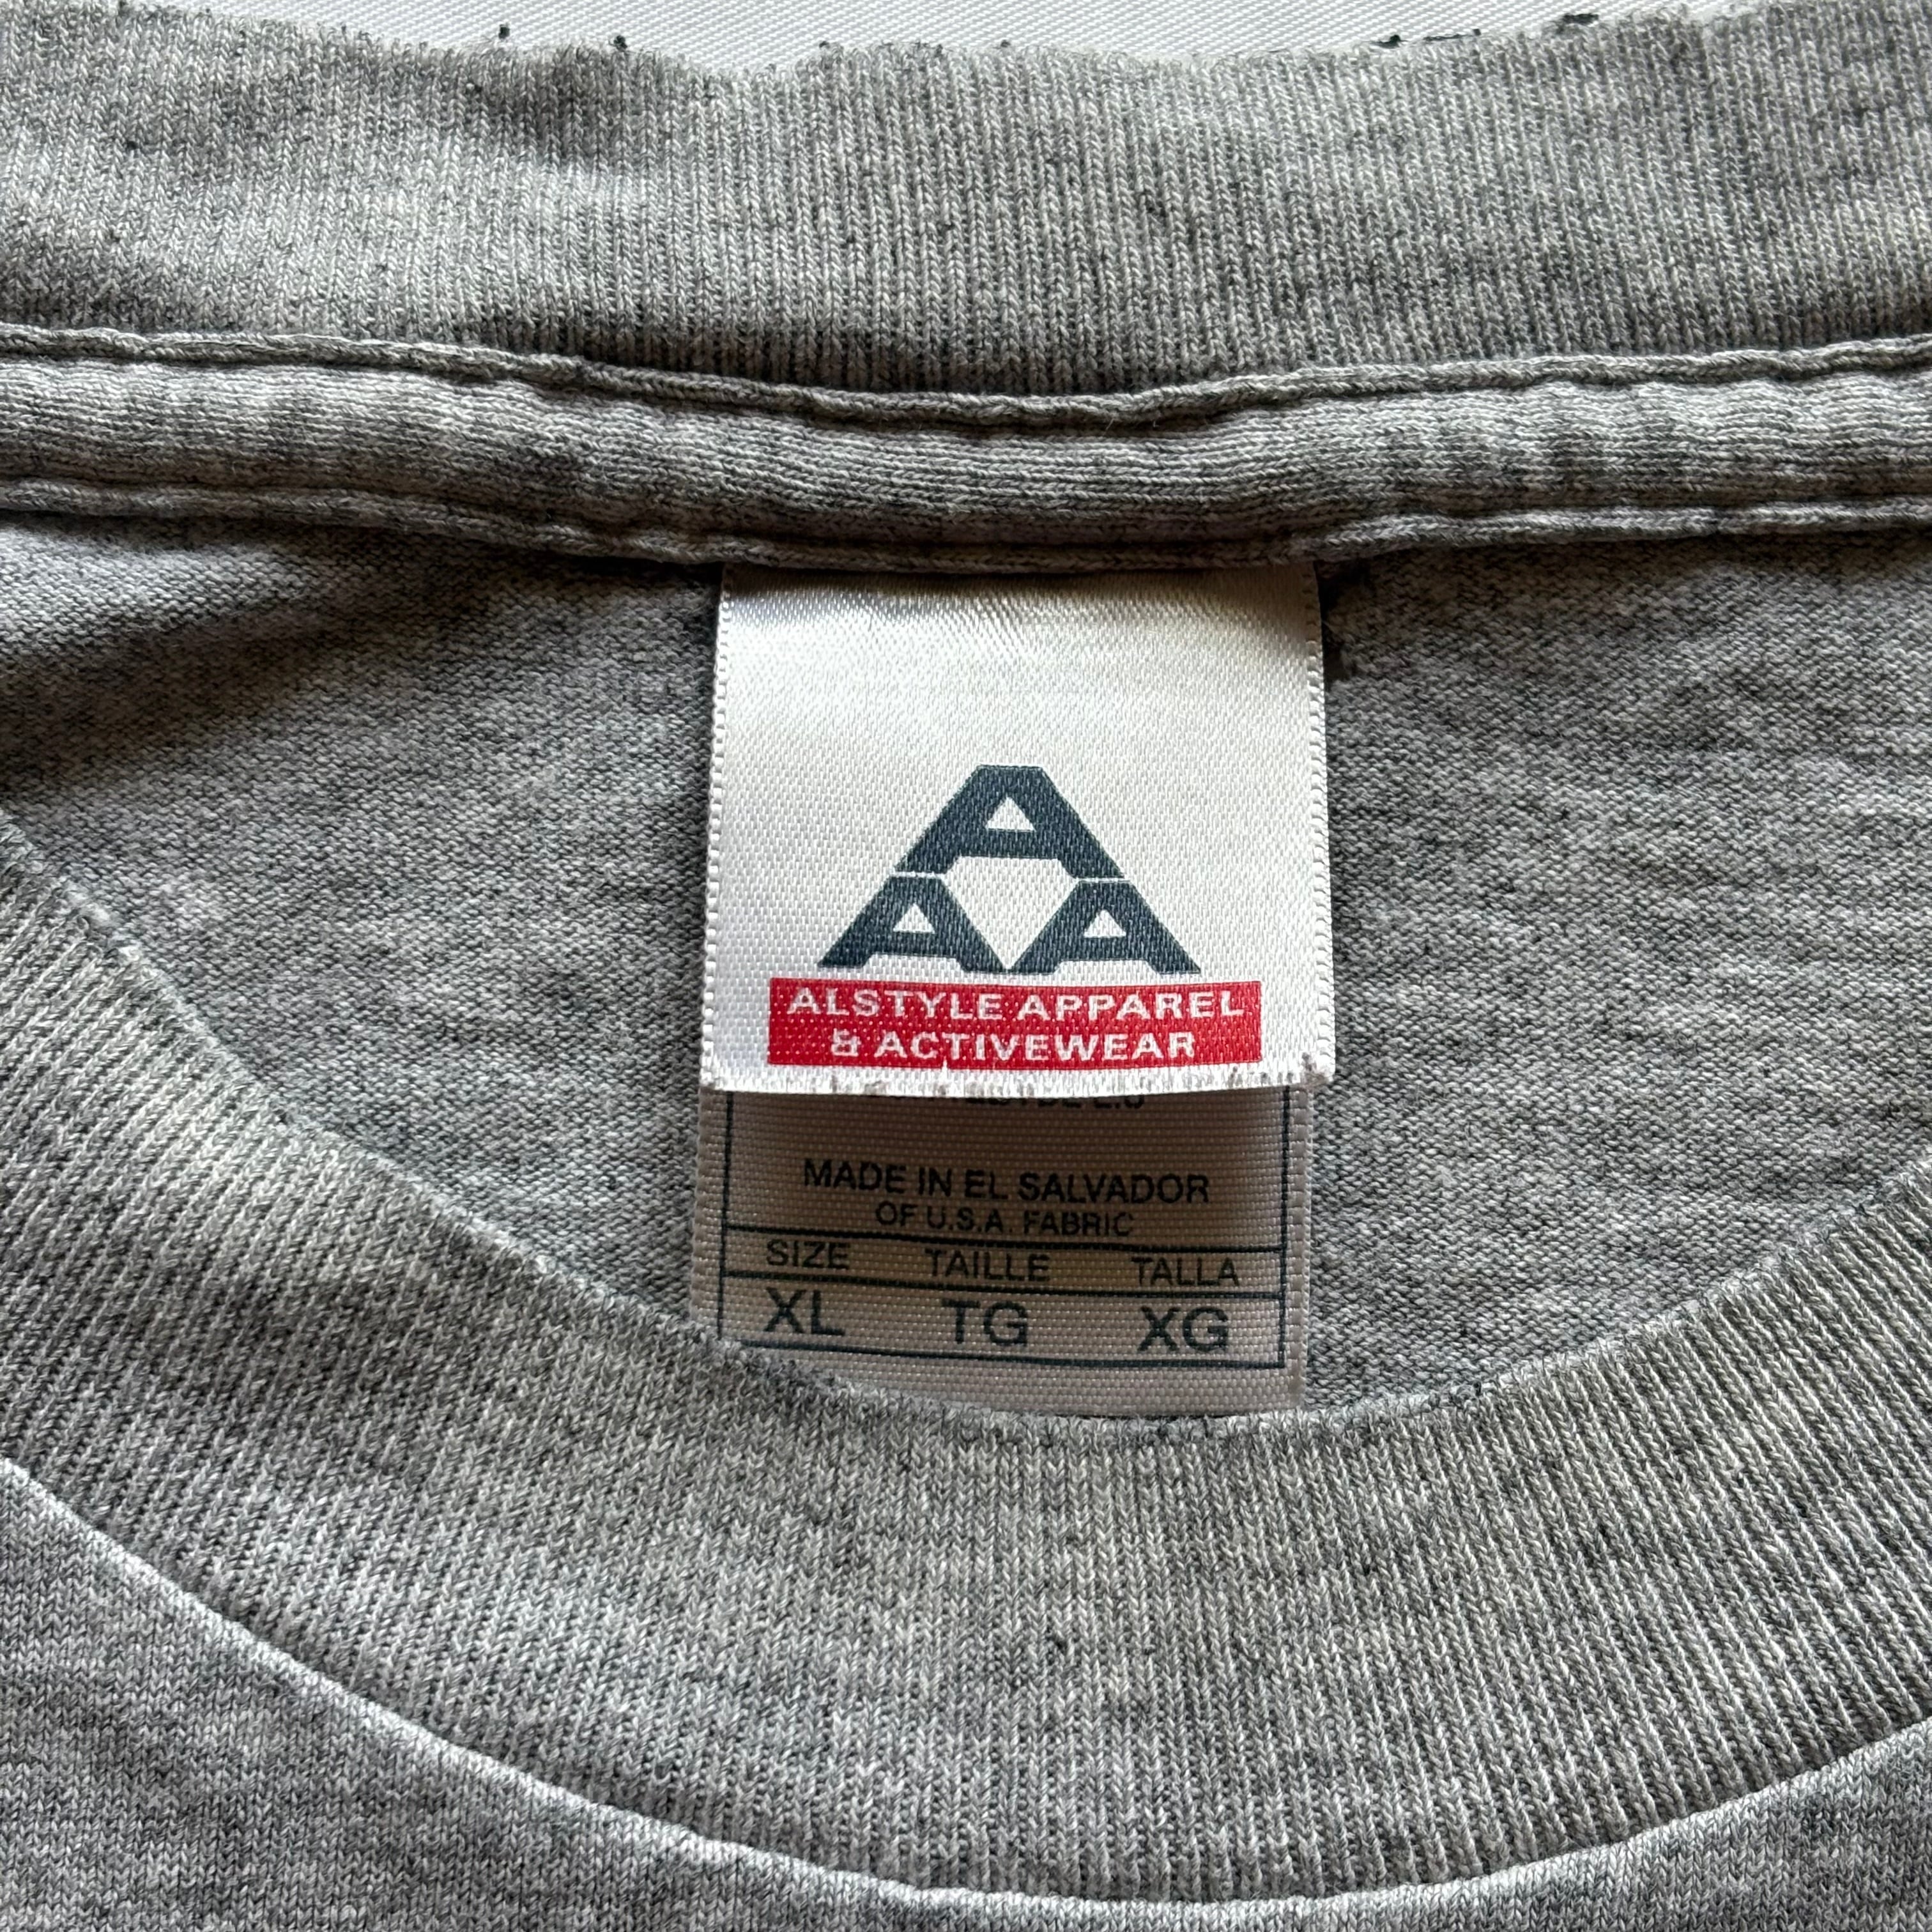 A
A A
ALSTYLE APPAREL
& ACTIVEWEAR
MADE IN EL SALVADOR
OF U.S.A. FABRIC
SIZE TAILLE TALLA
XL TG XG